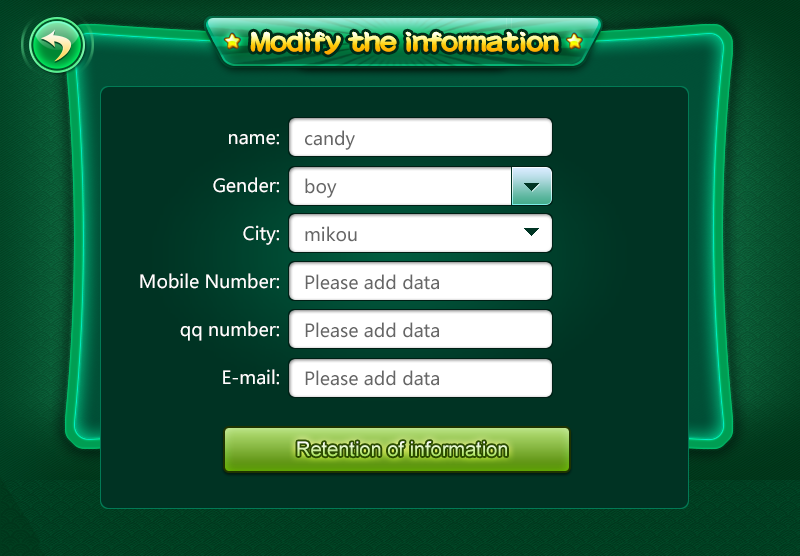 Modify the information
name: candy
Gender: boy
City: mikou
Mobile Number: Please add data
qq number: Please add data
E-mail: Please add data
Retention of information